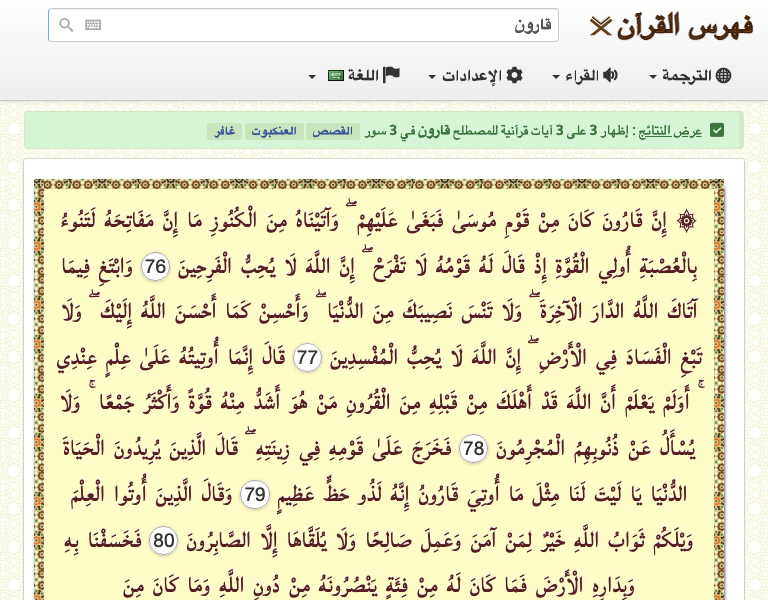 فهرس القرآن
قارون
الترجمة القراء الإعدادات اللغة
عرض النتائج : إظهار 3 على 3 آيات قرآنية للمصطلح قارون في 3 سور القصص العنكبوت غافر
۞ إِنَّ قَارُونَ كَانَ مِنْ قَوْمِ مُوسَىٰ فَبَغَىٰ عَلَيْهِمْ ۖ وَآتَيْنَاهُ مِنَ الْكُنُوزِ مَا إِنَّ مَفَاتِحَهُ لَتَنُوءُ
بِالْعُصْبَةِ أُولِي الْقُوَّةِ إِذْ قَالَ لَهُ قَوْمُهُ لَا تَفْرَحْ ۖ إِنَّ اللَّهَ لَا يُحِبُّ الْفَرِحِينَ 76 وَابْتَغِ فِيمَا
آتَاكَ اللَّهُ الدَّارَ الْآخِرَةَ ۖ وَلَا تَنْسَ نَصِيبَكَ مِنَ الدُّنْيَا ۖ وَأَحْسِنْ كَمَا أَحْسَنَ اللَّهُ إِلَيْكَ ۖ وَلَا
تَبْغِ الْفَسَادَ فِي الْأَرْضِ ۖ إِنَّ اللَّهَ لَا يُحِبُّ الْمُفْسِدِينَ 77 قَالَ إِنَّمَا أُوتِيتُهُ عَلَىٰ عِلْمٍ عِنْدِي
ۚ أَوَلَمْ يَعْلَمْ أَنَّ اللَّهَ قَدْ أَهْلَكَ مِنْ قَبْلِهِ مِنَ الْقُرُونِ مَنْ هُوَ أَشَدُّ مِنْهُ قُوَّةً وَأَكْثَرُ جَمْعًا ۚ وَلَا
يُسْأَلُ عَنْ ذُنُوبِهِمُ الْمُجْرِمُونَ 78 فَخَرَجَ عَلَىٰ قَوْمِهِ فِي زِينَتِهِ ۖ قَالَ الَّذِينَ يُرِيدُونَ الْحَيَاةَ
الدُّنْيَا يَا لَيْتَ لَنَا مِثْلَ مَا أُوتِيَ قَارُونُ إِنَّهُ لَذُو حَظٍّ عَظِيمٍ 79 وَقَالَ الَّذِينَ أُوتُوا الْعِلْمَ
وَيْلَكُمْ ثَوَابُ اللَّهِ خَيْرٌ لِمَنْ آمَنَ وَعَمِلَ صَالِحًا وَلَا يُلَقَّاهَا إِلَّا الصَّابِرُونَ 80 فَخَسَفْنَا بِهِ
وَبِدَارِهِ الْأَرْضَ فَمَا كَانَ لَهُ مِنْ فِئَةٍ يَنْصُرُونَهُ مِنْ دُونِ اللَّهِ وَمَا كَانَ مِنَ